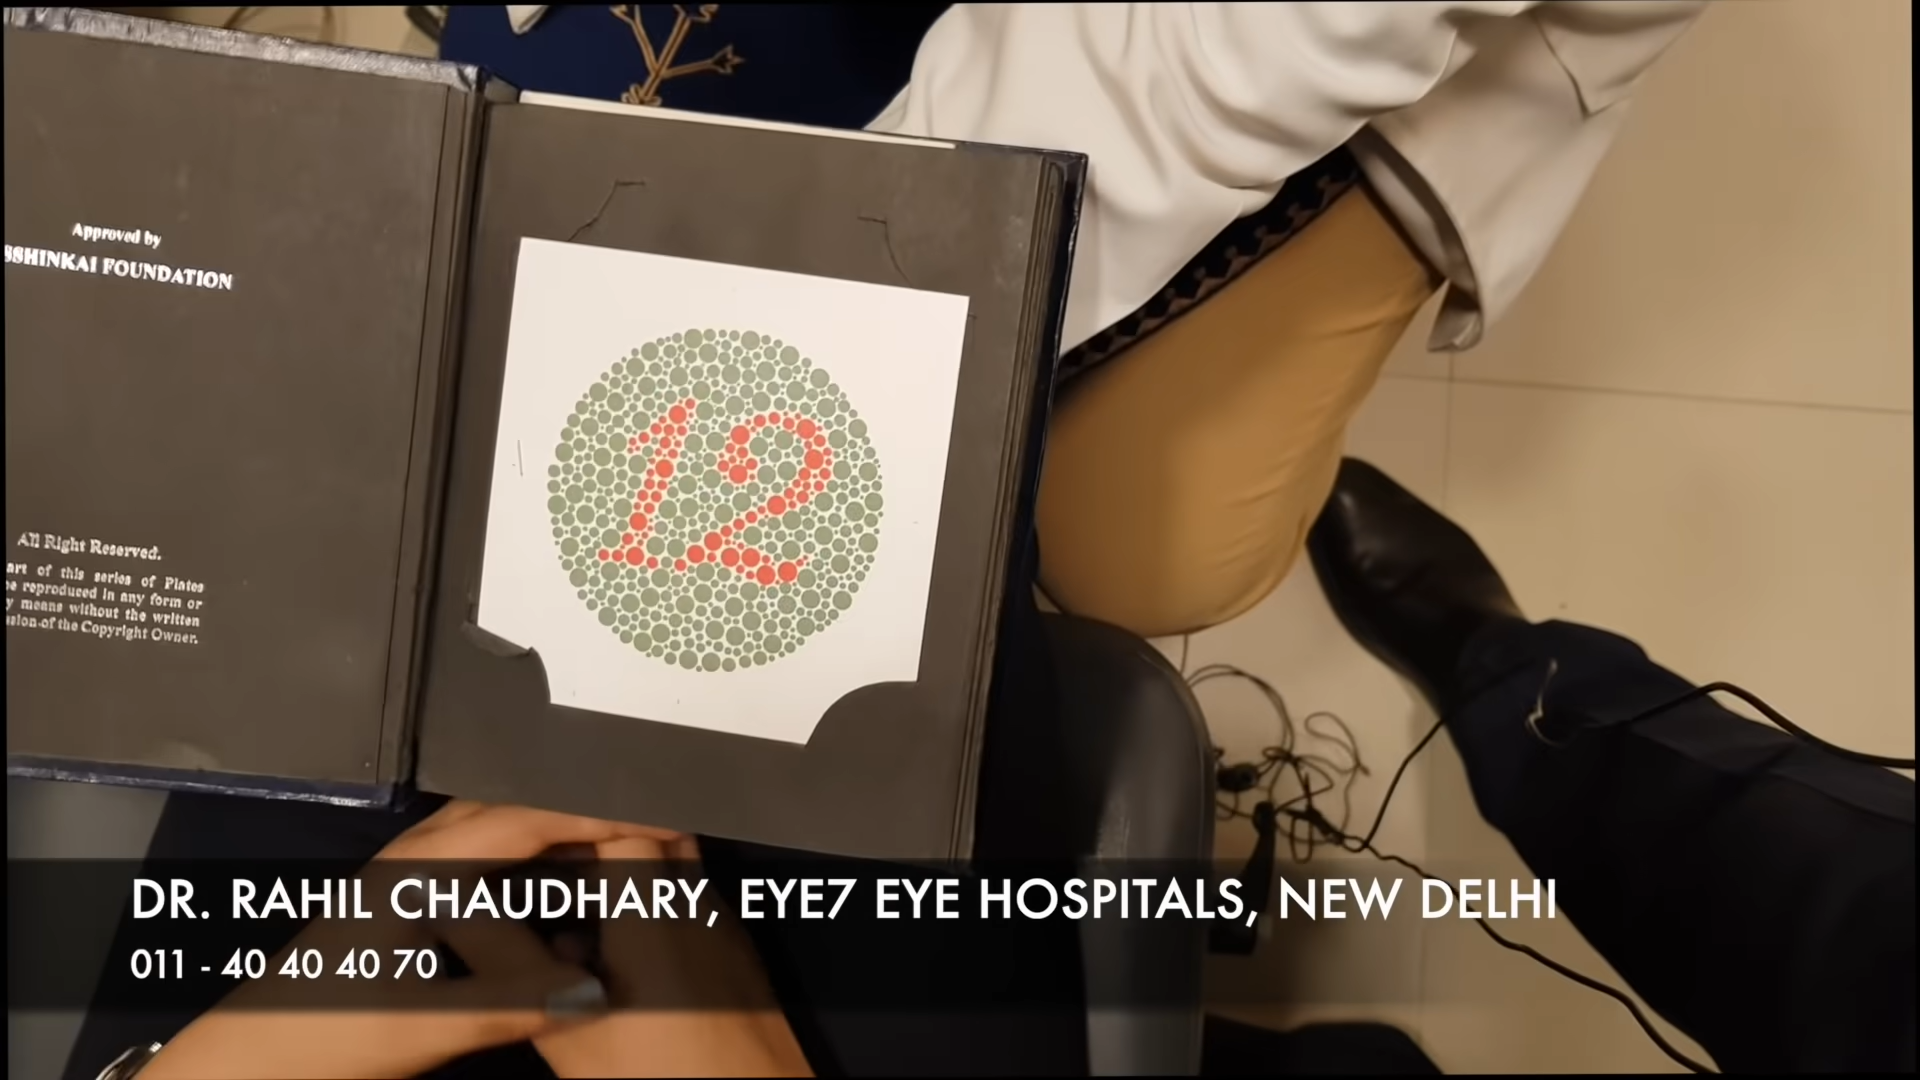 Approved by
SSHINKAI FOUNDATION
All Right Reserved.
art of this series of Plates
be reproduced in any form or
y means without the written
ssion of the Copyright Owner.
12
DR. RAHIL CHAUDHARY, EYE7 EYE HOSPITALS, NEW DELHI
011 - 40 40 40 70